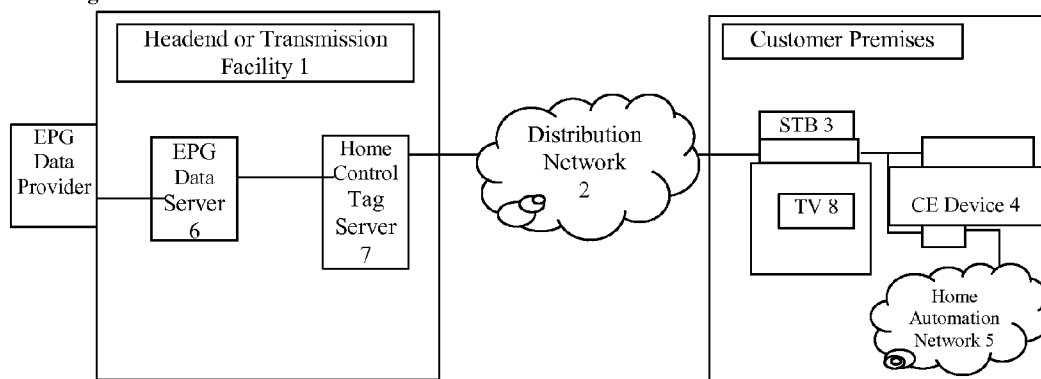 Headend or Transmission
Facility 1
Customer Premises
EPG
Data
Provider
EPG
Data
Server
6
Home
Control
Tag
Server
7
Distribution
Network
2
STB 3
TV 8
CE Device 4
Home
Automation
Network 5